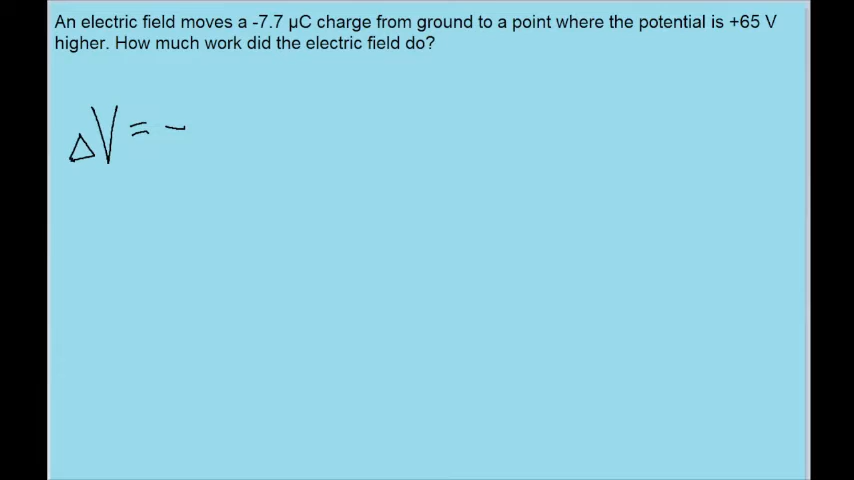 An electric field moves a -7.7 µC charge from ground to a point where the potential is +65 V
higher. How much work did the electric field do?
ΔV = -